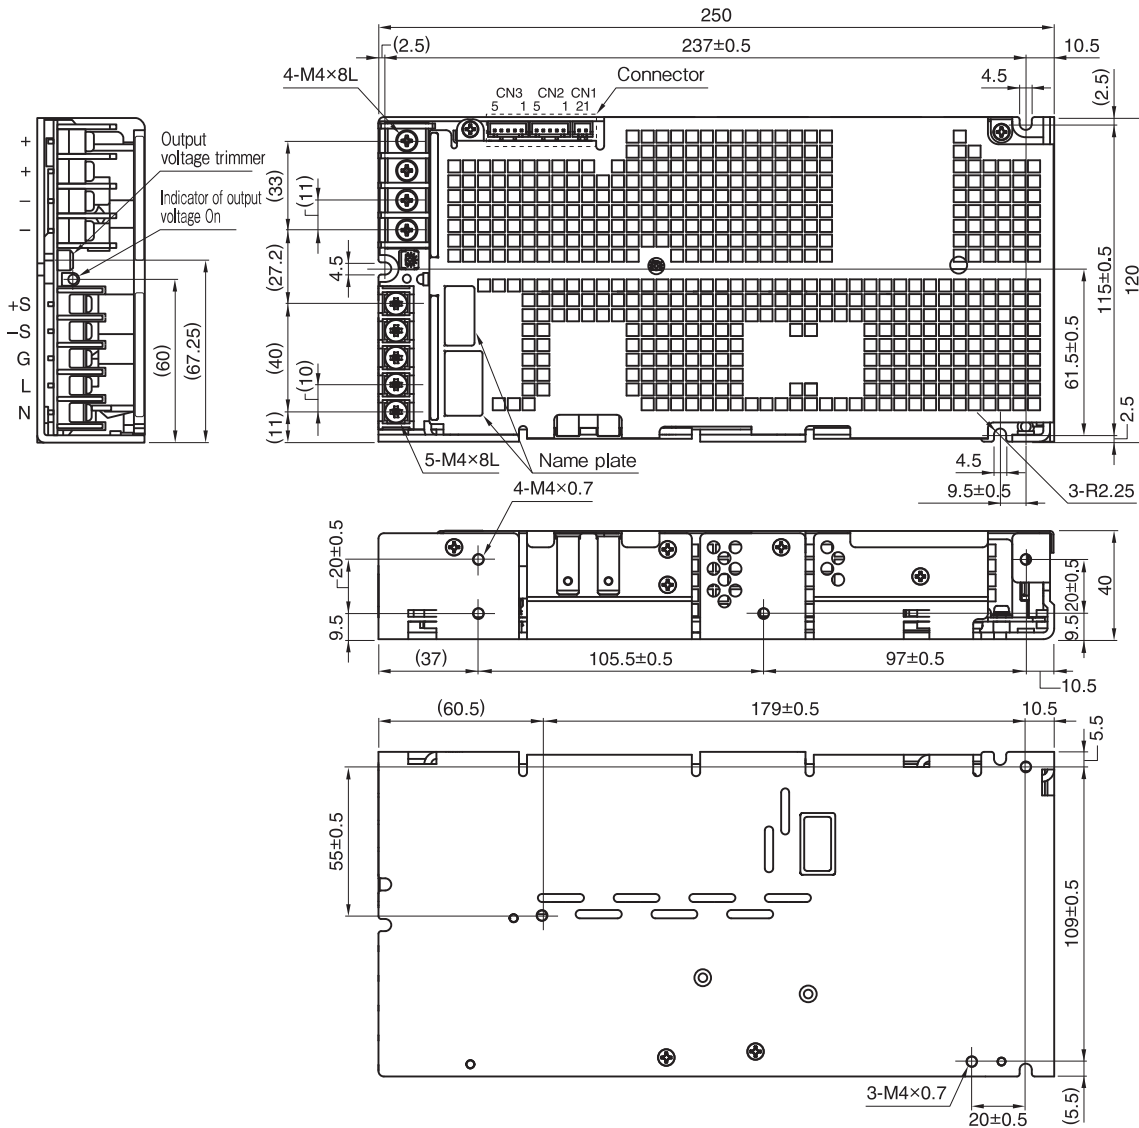 250
(2.5)
237±0.5
10.5
4-M4×8L
Connector
4.5
(2.5)
CN3 CN2 CN1
5 1 5 1 21
+
+
−
−
Output
voltage trimmer
Indicator of output
voltage On
(33)
(11)
(27.2)
4.5
+S
−S
G
L
N
(60)
(67.25)
(40)
(10)
(11)
115±0.5
120
61.5±0.5
2.5
5-M4×8L
Name plate
4.5
9.5±0.5
3-R2.25
4-M4×0.7
20±0.5
9.5
20±0.5
9.5
40
(37)
105.5±0.5
97±0.5
10.5
(60.5)
179±0.5
10.5
5.5
55±0.5
109±0.5
3-M4×0.7
20±0.5
(5.5)